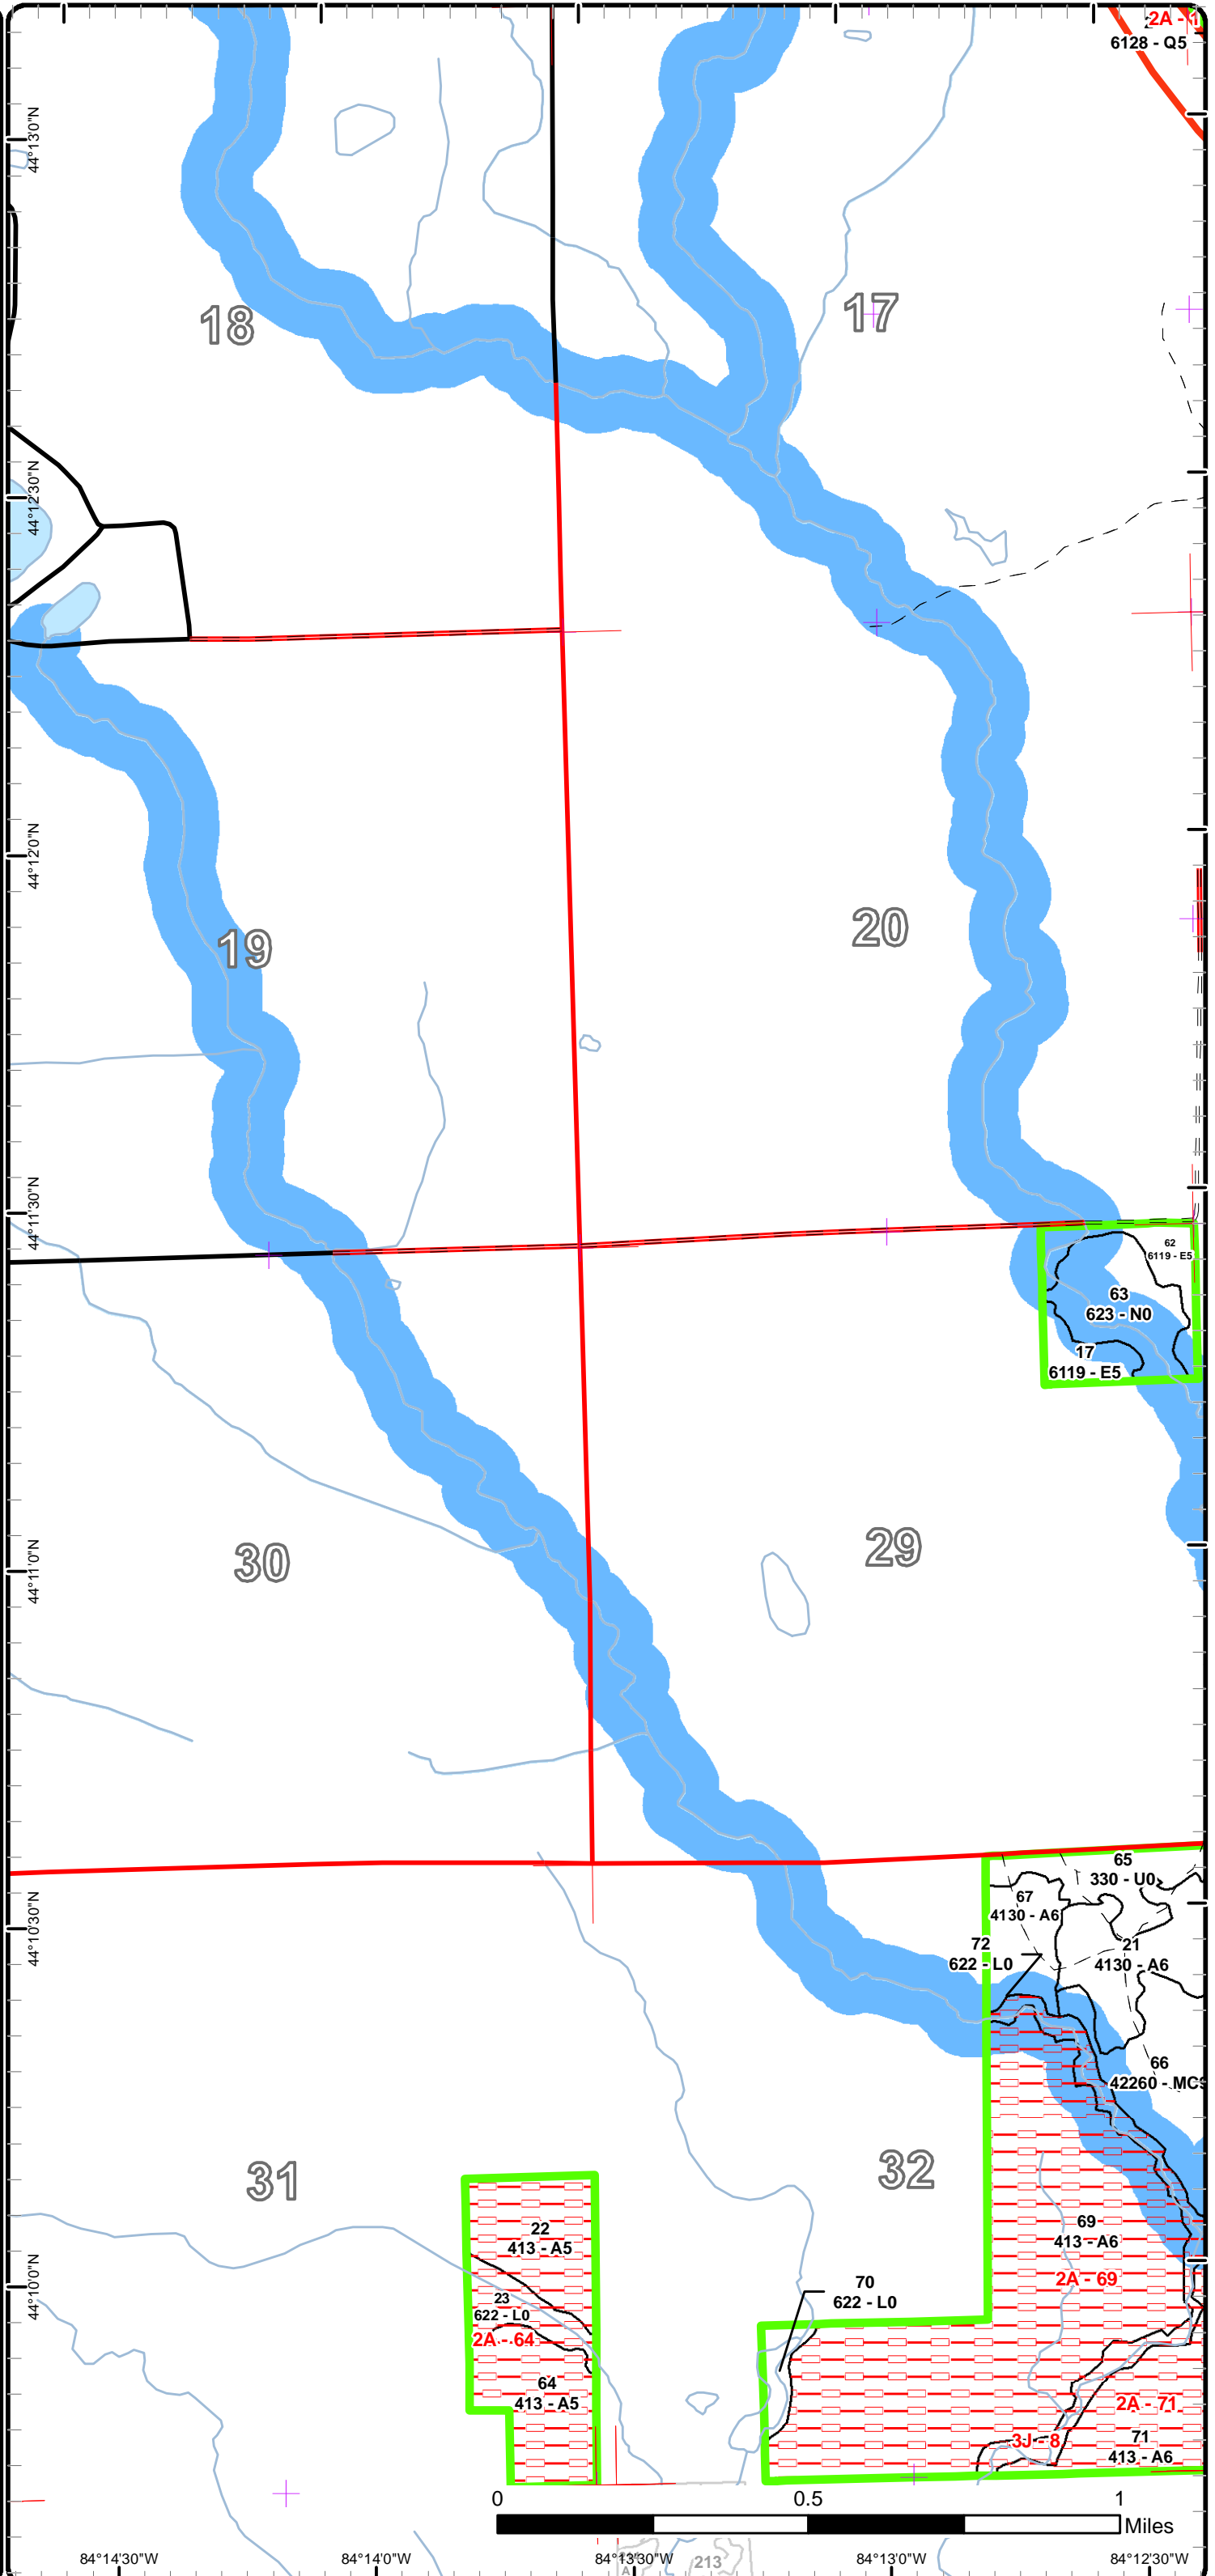 2A - 1
6128 - Q5
44°13'0"N
18
17
44°12'30"N
44°12'0"N
19
20
44°11'30"N
62
6119 - E5
63
623 - N0
17
6119 - E5
44°11'0"N
30
29
65
330 - U0
67
4130 - A6
72
622 - L0
21
4130 - A6
44°10'30"N
66
42260 - MC9
31
32
22
413 - A5
69
413 - A6
2A - 69
44°10'0"N
23
622 - L0
70
622 - L0
2A - 64
64
413 - A5
2A - 71
3J - 8
71
413 - A6
0 0.5 1
Miles
84°14'30"W 84°14'0"W 84°13'30"W 84°13'0"W 84°12'30"W
A 213